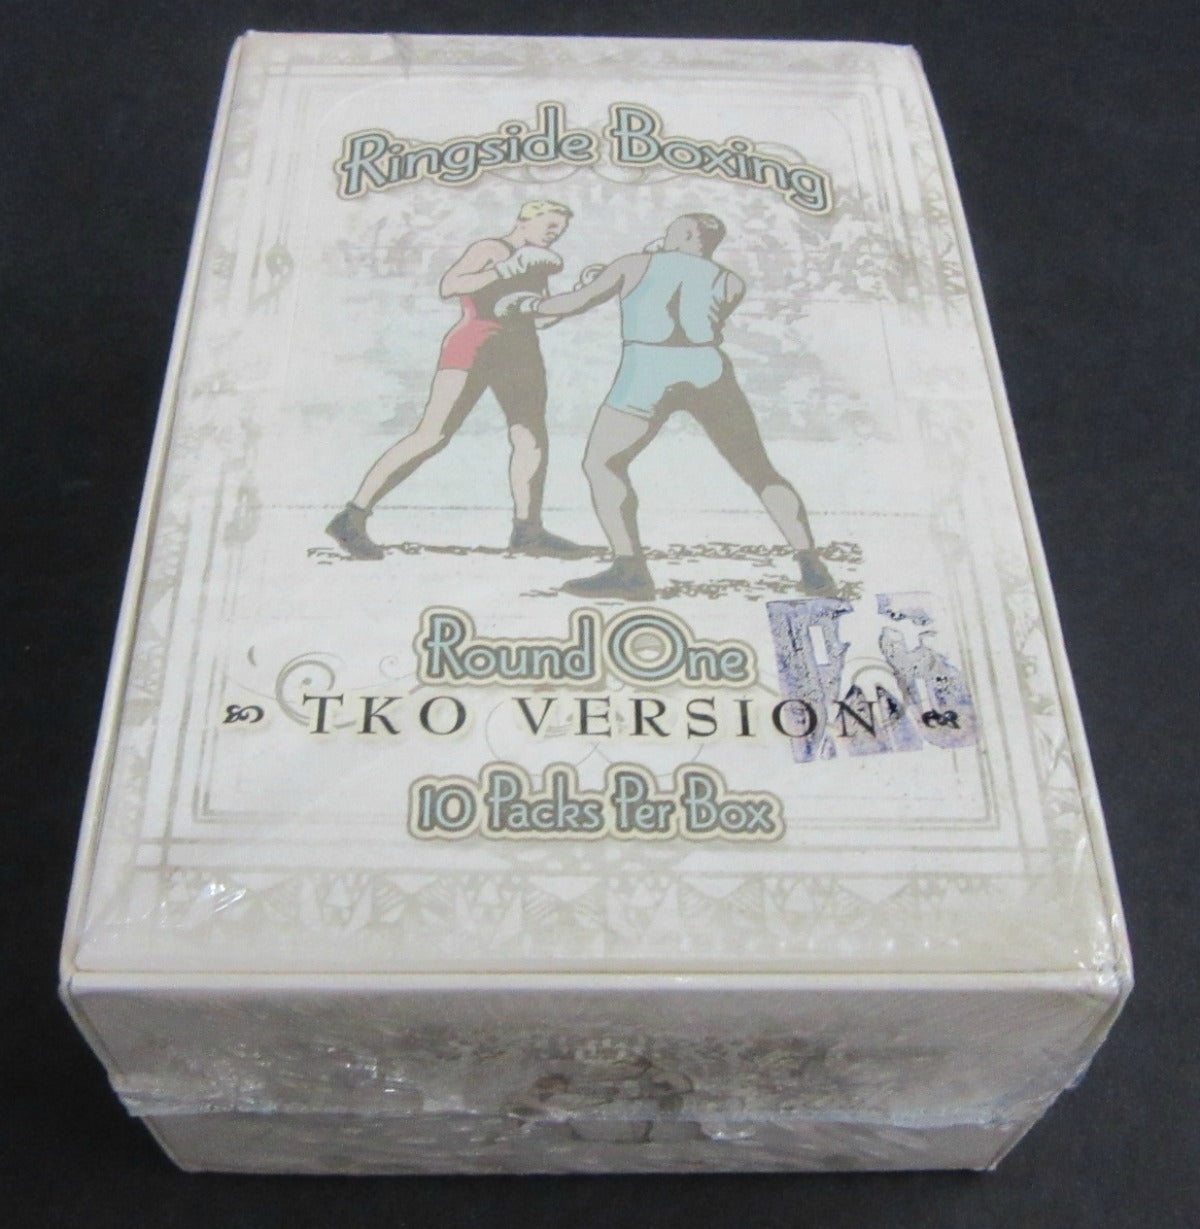 Ringside Boxing
Round One
TKO VERSION
10 Packs Per Box